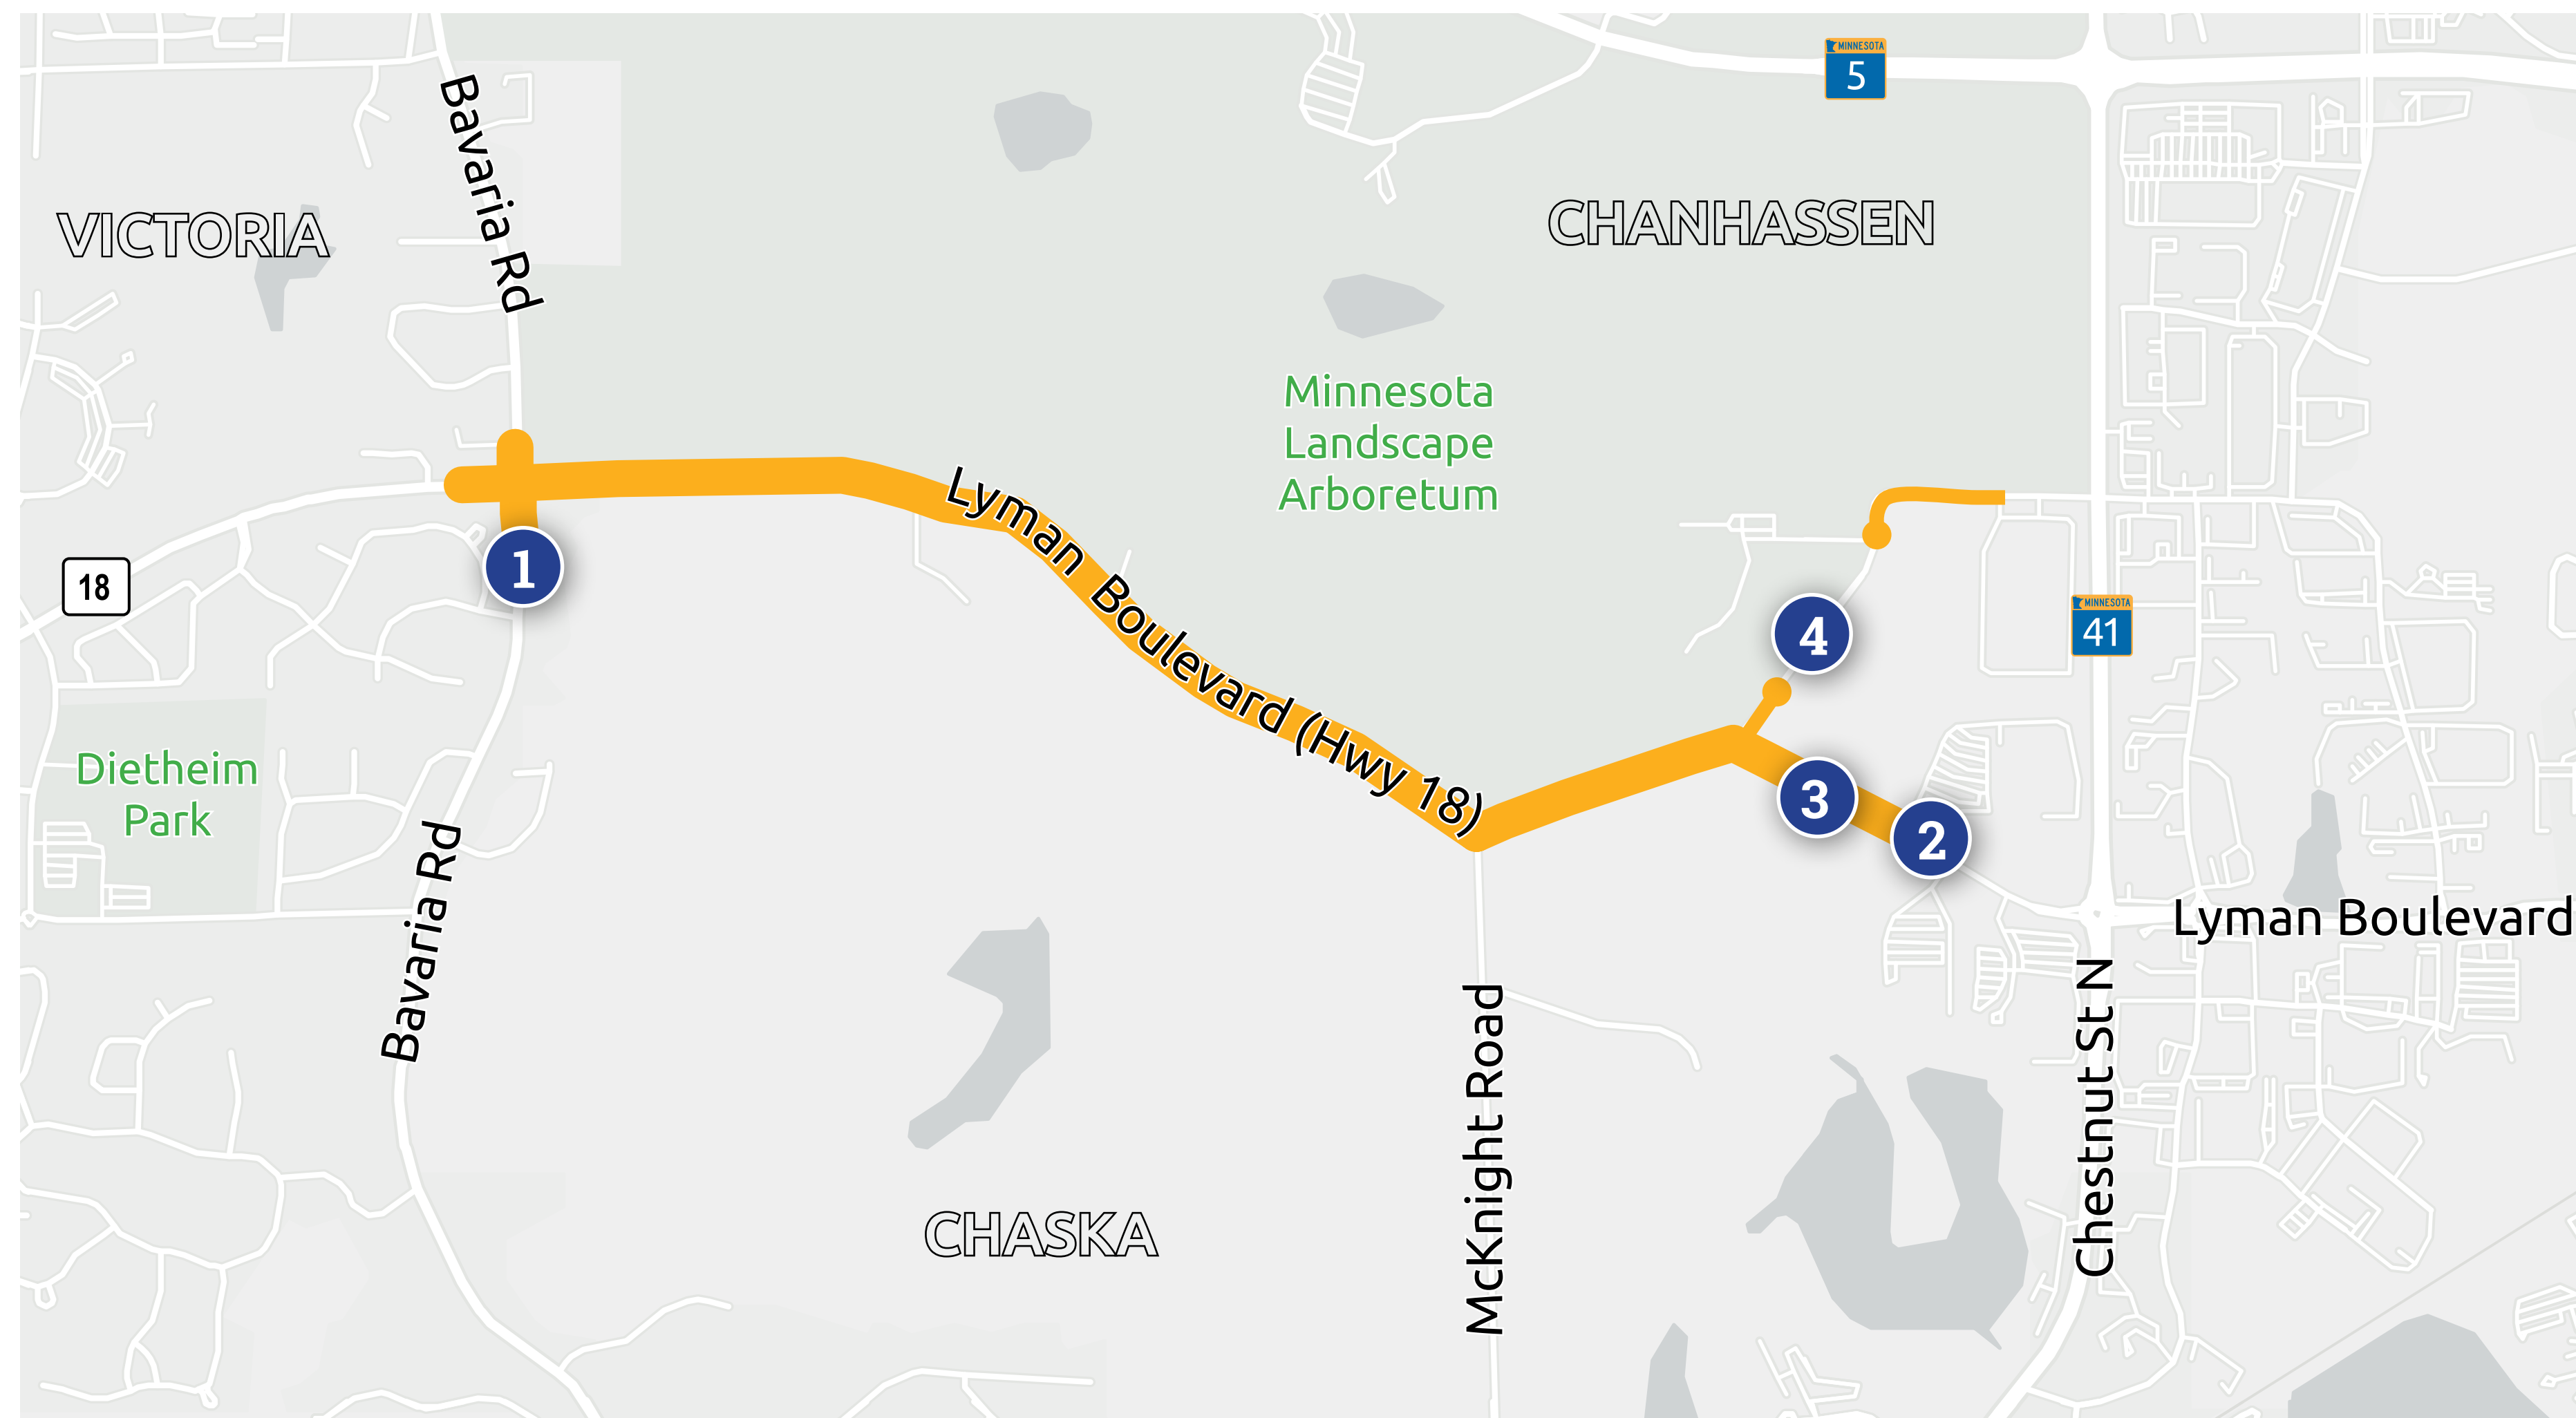 MINNESOTA
5
Bavaria Rd
VICTORIA
CHANHASSEN
Minnesota
Landscape
Arboretum
Lyman Boulevard (Hwy 18)
18
1
4
MINNESOTA
41
Dietheim
Park
3
2
Bavaria Rd
Lyman Boulevard
McKnight Road
Chestnut St N
CHASKA